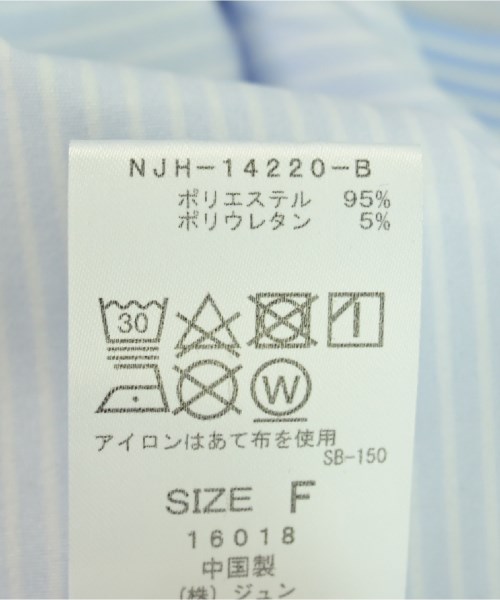 NJH-14220-B
ポリエステル 95%
ポリウレタン 5%
30
W
アイロンはあて布を使用
SB-150
SIZE F
16018
中国製
(株) ジュン